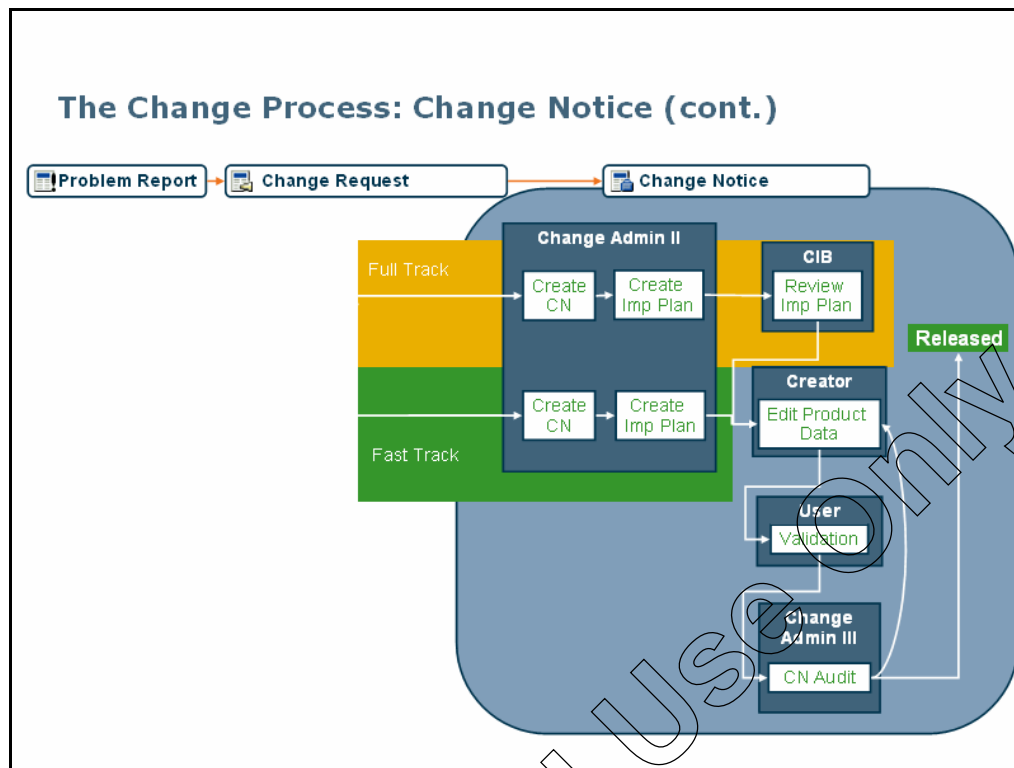 The Change Process: Change Notice (cont.)
Problem Report
Change Request
Change Notice
Change Admin II
CIB
Full Track
Create
CN
Create
Imp Plan
Review
Imp Plan
Released
Creator
Create
CN
Create
Imp Plan
Edit Product
Data
Fast Track
User
Validation
Change
Admin III
CN Audit
Use Only